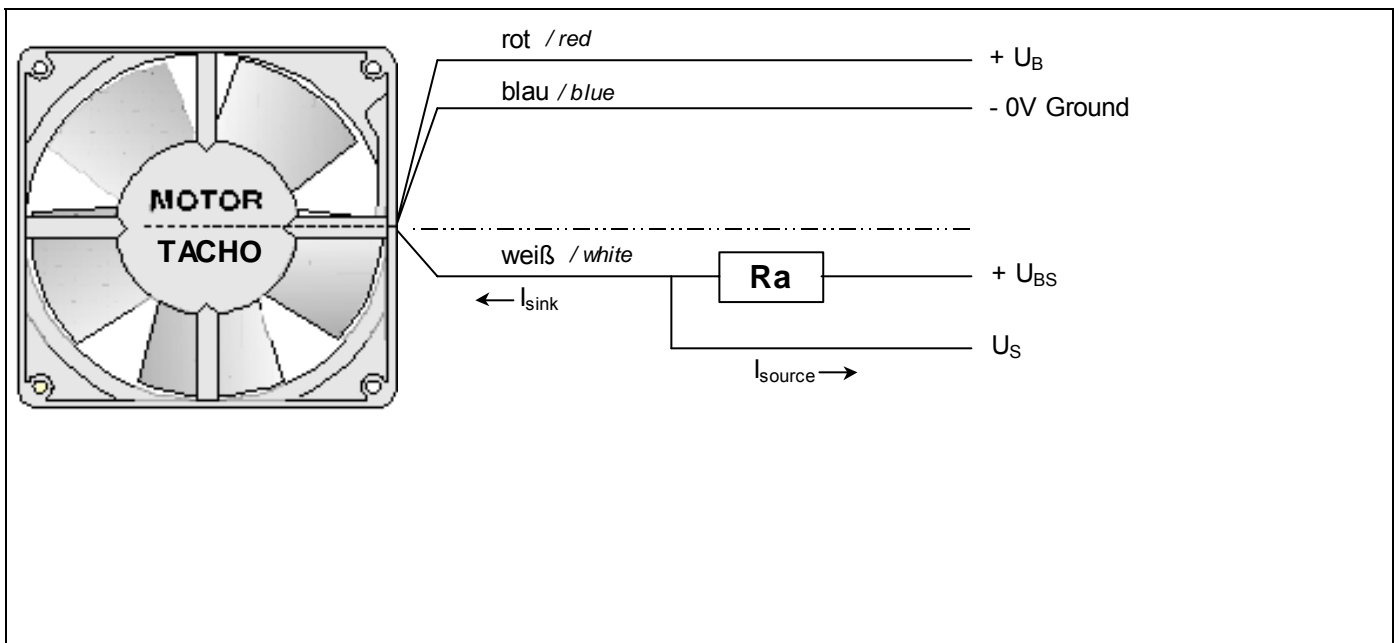 rot / red
+ U_B
blau / blue
- 0V Ground
MOTOR
TACHO
weiß / white
Ra
+ U_BS
I_sink
U_S
I_source